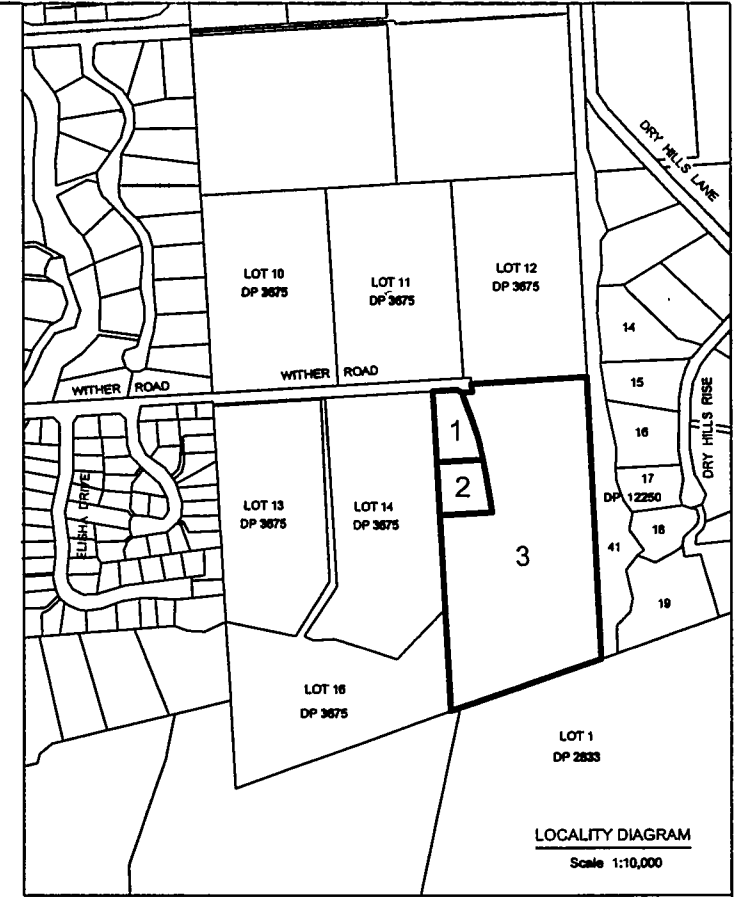 DRY HILLS LANE
LOT 10
DP 3675
LOT 11
DP 3675
LOT 12
DP 3675
14
15
16
17
DP 12250
18
19
41
DRY HILLS RISE
WITHER ROAD
WITHER ROAD
ELISHA DRIVE
LOT 13
DP 3675
LOT 14
DP 3675
1
2
3
LOT 16
DP 3675
LOT 1
DP 2833
LOCALITY DIAGRAM
Scale 1:10,000